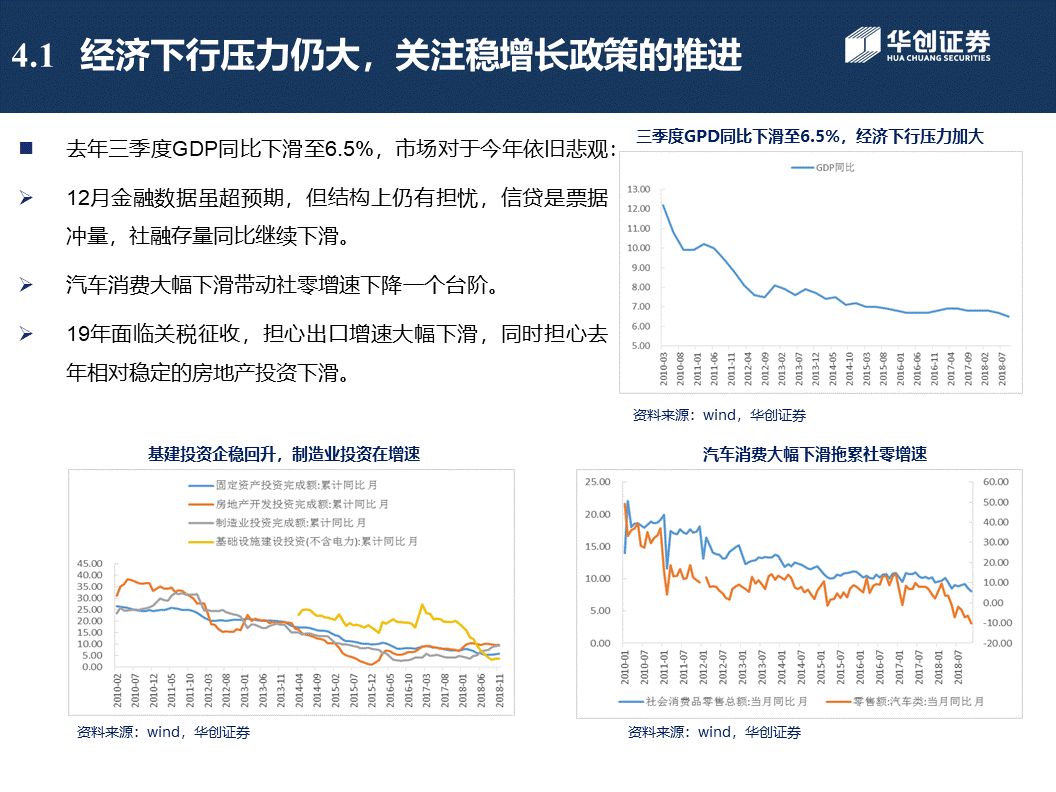 4.1 经济下行压力仍大，关注稳增长政策的推进
华创证券
HUA CHUANG SECURITIES
■ 去年三季度GDP同比下滑至6.5%，市场对于今年依旧悲观：
➢ 12月金融数据虽超预期，但结构上仍有担忧，信贷是票据
冲量，社融存量同比继续下滑。
➢ 汽车消费大幅下滑带动社零增速下降一个台阶。
➢ 19年面临关税征收，担心出口增速大幅下滑，同时担心去
年相对稳定的房地产投资下滑。
三季度GPD同比下滑至6.5%，经济下行压力加大
GDP同比
13.00
12.00
11.00
10.00
9.00
8.00
7.00
6.00
5.00
2010-03 2010-08 2011-01 2011-06 2011-11 2012-04 2012-09 2013-02 2013-07 2013-12 2014-05 2014-10 2015-03 2015-08 2016-01 2016-06 2016-11 2017-04 2017-09 2018-02 2018-07
资料来源：wind，华创证券
基建投资企稳回升，制造业投资在增速
固定资产投资完成额:累计同比 月
房地产开发投资完成额:累计同比 月
制造业投资完成额:累计同比 月
基础设施建设投资(不含电力):累计同比 月
45.00
40.00
35.00
30.00
25.00
20.00
15.00
10.00
5.00
0.00
2010-02 2010-07 2010-12 2011-05 2011-10 2012-03 2012-08 2013-01 2013-06 2013-11 2014-04 2014-09 2015-02 2015-07 2015-12 2016-05 2016-10 2017-03 2017-08 2018-01 2018-06 2018-11
资料来源：wind，华创证券
汽车消费大幅下滑拖累社零增速
25.00 60.00
50.00
20.00 40.00
30.00
15.00 20.00
10.00 10.00
0.00
5.00 -10.00
0.00 -20.00
2010-01 2010-07 2011-01 2011-07 2012-01 2012-07 2013-01 2013-07 2014-01 2014-07 2015-01 2015-07 2016-01 2016-07 2017-01 2017-07 2018-01 2018-07
社会消费品零售总额:当月同比 月 零售额:汽车类:当月同比 月
资料来源：wind，华创证券